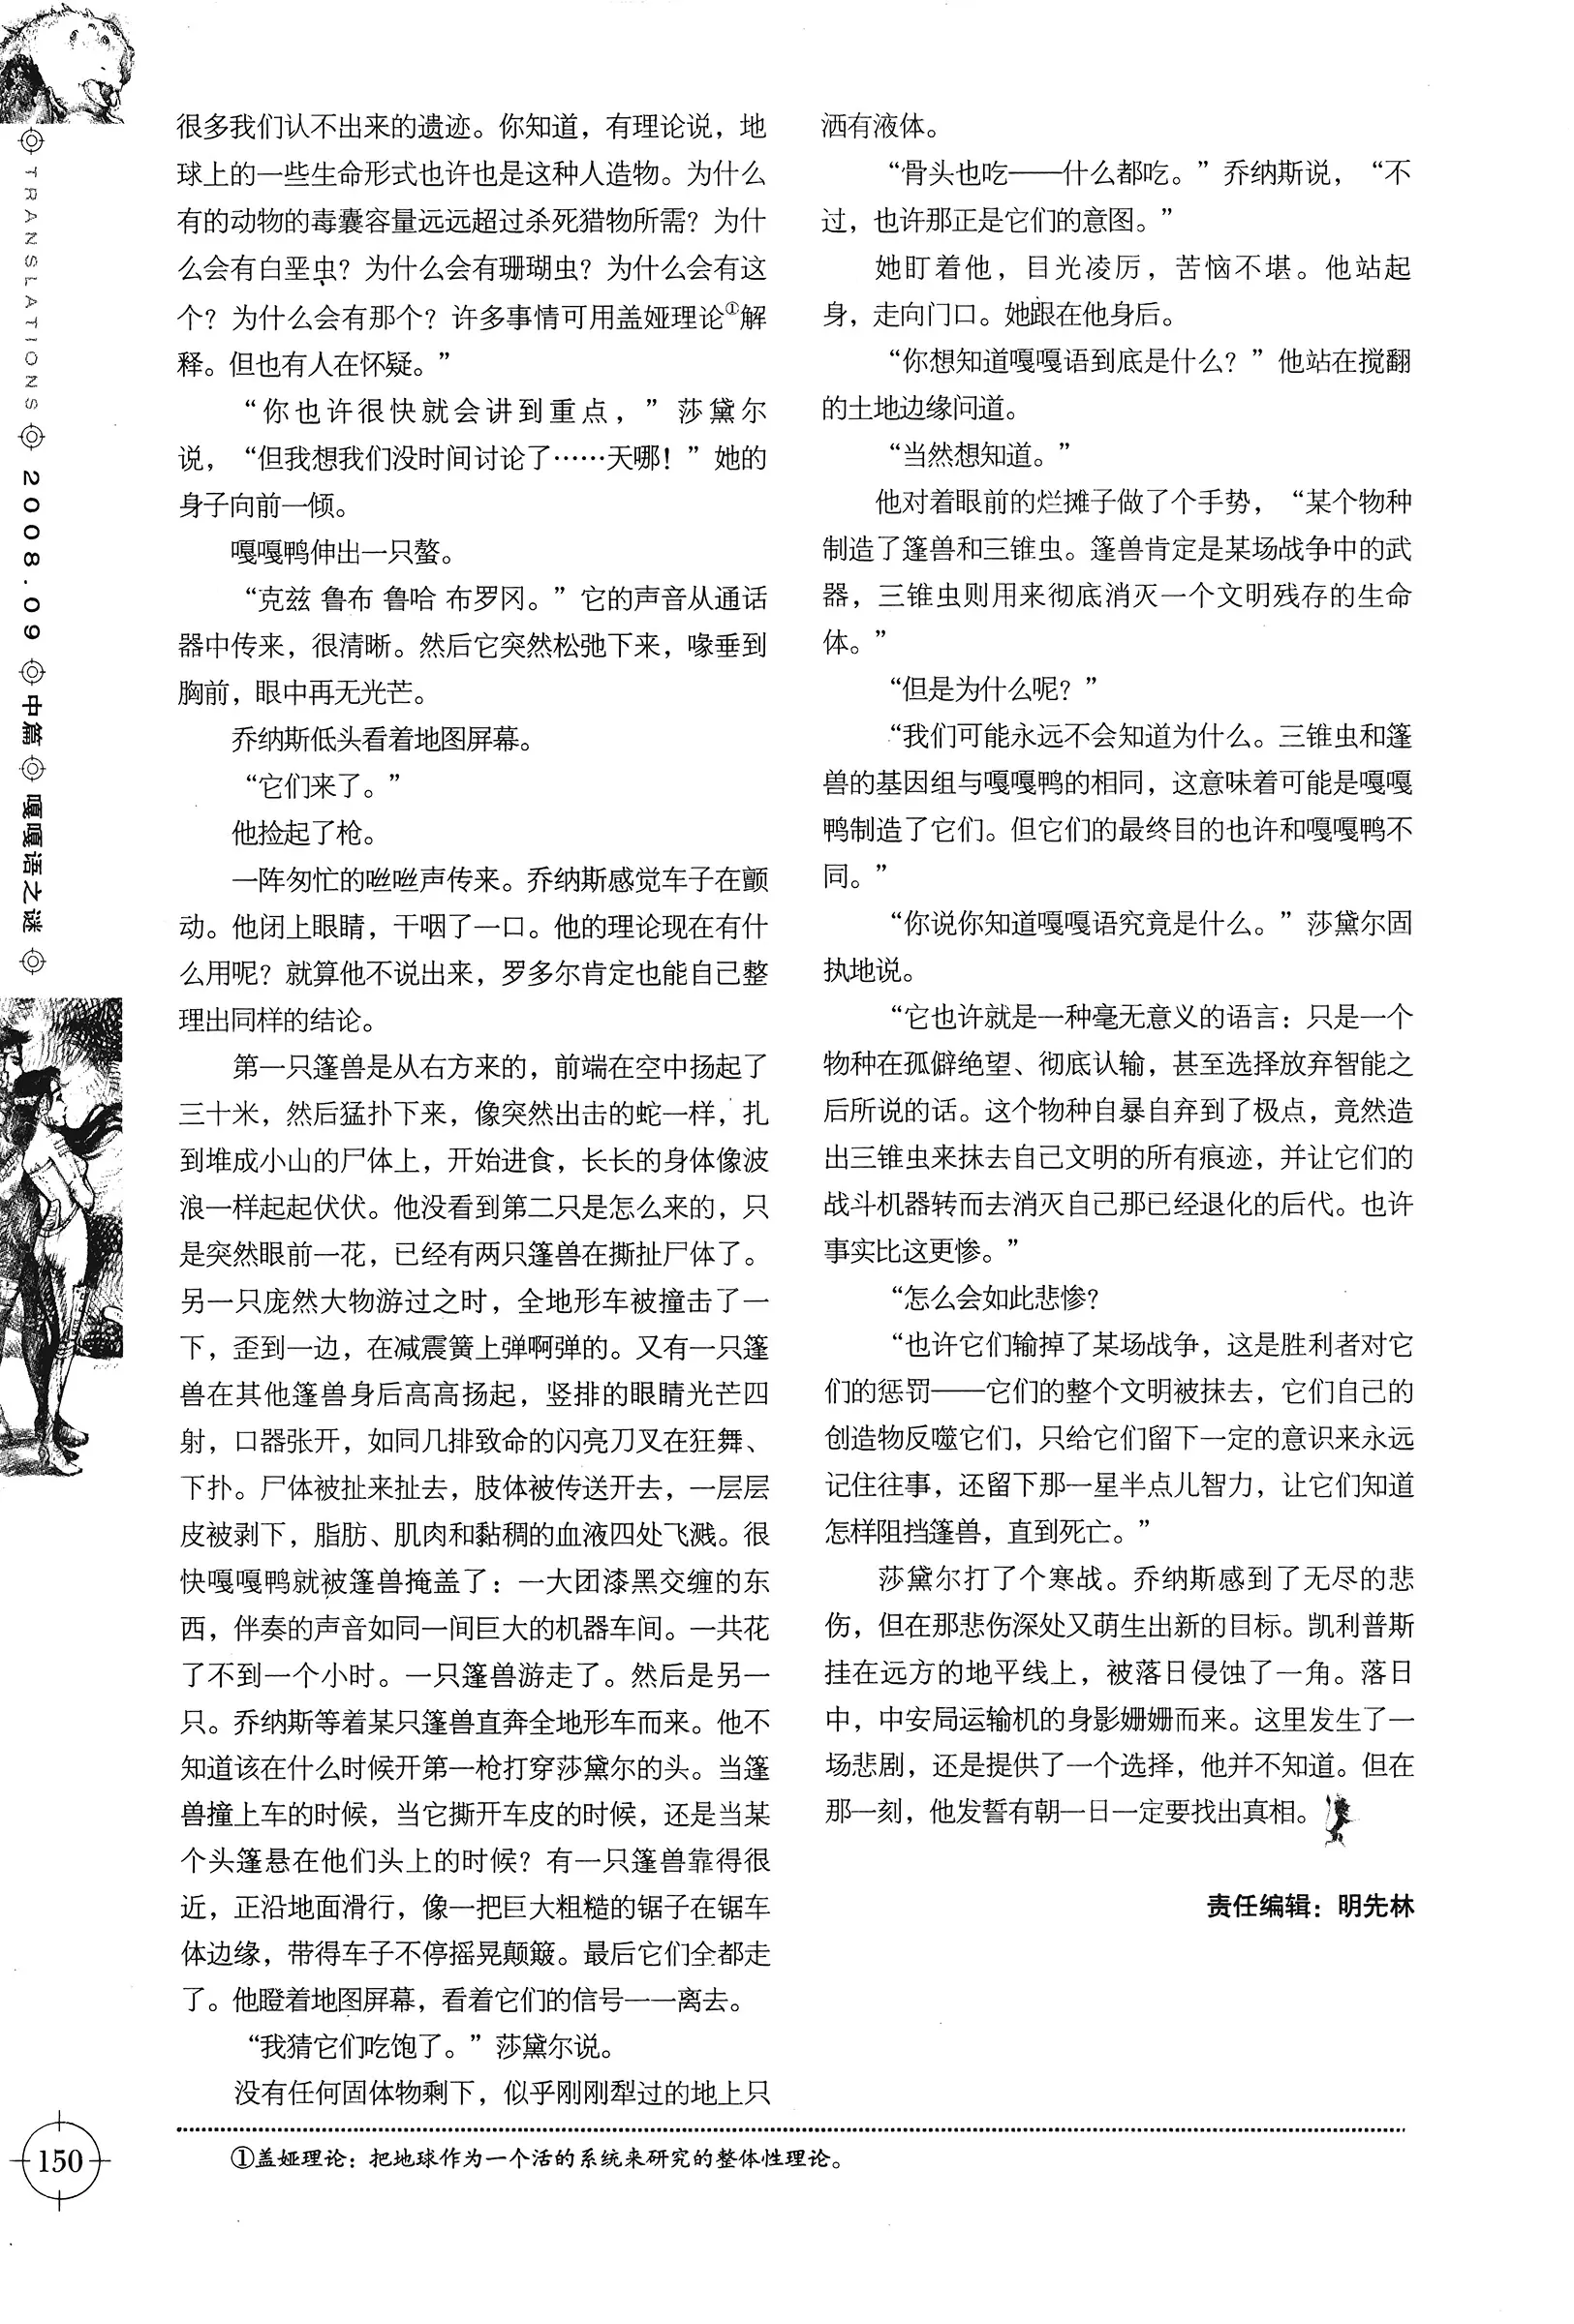 TRANSLATIONS 2008.09 中篇 嘎嘎语之谜
很多我们认不出来的遗迹。你知道，有理论说，地
球上的一些生命形式也许也是这种人造物。为什么
有的动物的毒囊容量远远超过杀死猎物所需？为什
么会有白垩虫？为什么会有珊瑚虫？为什么会有这
个？为什么会有那个？许多事情可用盖娅理论①解
释。但也有人在怀疑。”
“你也许很快就会讲到重点，”莎黛尔
说，“但我想我们没时间讨论了……天哪！”她的
身子向前一倾。
嘎嘎鸭伸出一只螯。
“克兹 鲁布 鲁哈 布罗冈。”它的声音从通话
器中传来，很清晰。然后它突然松弛下来，喙垂到
胸前，眼中再无光芒。
乔纳斯低头看着地图屏幕。
“它们来了。”
他捡起了枪。
一阵匆忙的咝咝声传来。乔纳斯感觉车子在颤
动。他闭上眼睛，干咽了一口。他的理论现在有什
么用呢？就算他不说出来，罗多尔肯定也能自己整
理出同样的结论。
第一只篷兽是从右方来的，前端在空中扬起了
三十米，然后猛扑下来，像突然出击的蛇一样，扎
到堆成小山的尸体上，开始进食，长长的身体像波
浪一样起起伏伏。他没看到第二只是怎么来的，只
是突然眼前一花，已经有两只篷兽在撕扯尸体了。
另一只庞然大物游过之时，全地形车被撞击了一
下，歪到一边，在减震簧上弹啊弹的。又有一只篷
兽在其他篷兽身后高高扬起，竖排的眼睛光芒四
射，口器张开，如同几排致命的闪亮刀叉在狂舞、
下扑。尸体被扯来扯去，肢体被传送开去，一层层
皮被剥下，脂肪、肌肉和黏稠的血液四处飞溅。很
快嘎嘎鸭就被篷兽掩盖了：一大团漆黑交缠的东
西，伴奏的声音如同一间巨大的机器车间。一共花
了不到一个小时。一只篷兽游走了。然后是另一
只。乔纳斯等着某只篷兽直奔全地形车而来。他不
知道该在什么时候开第一枪打穿莎黛尔的头。当篷
兽撞上车的时候，当它撕开车皮的时候，还是当某
个头篷悬在他们头上的时候？有一只篷兽靠得很
近，正沿地面滑行，像一把巨大粗糙的锯子在锯车
体边缘，带得车子不停摇晃颠簸。最后它们全都走
了。他瞪着地图屏幕，看着它们的信号一一离去。
“我猜它们吃饱了。”莎黛尔说。
没有任何固体物剩下，似乎刚刚犁过的地上只
洒有液体。
“骨头也吃——什么都吃。”乔纳斯说，“不
过，也许那正是它们的意图。”
她盯着他，目光凌厉，苦恼不堪。他站起
身，走向门口。她跟在他身后。
“你想知道嘎嘎语到底是什么？”他站在搅翻
的土地边缘问道。
“当然想知道。”
他对着眼前的烂摊子做了个手势，“某个物种
制造了篷兽和三锥虫。篷兽肯定是某场战争中的武
器，三锥虫则用来彻底消灭一个文明残存的生命
体。”
“但是为什么呢？”
“我们可能永远不会知道为什么。三锥虫和篷
兽的基因组与嘎嘎鸭的相同，这意味着可能是嘎嘎
鸭制造了它们。但它们的最终目的也许和嘎嘎鸭不
同。”
“你说你知道嘎嘎语究竟是什么。”莎黛尔固
执地说。
“它也许就是一种毫无意义的语言：只是一个
物种在孤僻绝望、彻底认输，甚至选择放弃智能之
后所说的话。这个物种自暴自弃到了极点，竟然造
出三锥虫来抹去自己文明的所有痕迹，并让它们的
战斗机器转而去消灭自己那已经退化的后代。也许
事实比这更惨。”
“怎么会如此悲惨？
“也许它们输掉了某场战争，这是胜利者对它
们的惩罚——它们的整个文明被抹去，它们自己的
创造物反噬它们，只给它们留下一定的意识来永远
记住往事，还留下那一星半点儿智力，让它们知道
怎样阻挡篷兽，直到死亡。”
莎黛尔打了个寒战。乔纳斯感到了无尽的悲
伤，但在那悲伤深处又萌生出新的目标。凯利普斯
挂在远方的地平线上，被落日侵蚀了一角。落日
中，中安局运输机的身影姗姗而来。这里发生了一
场悲剧，还是提供了一个选择，他并不知道。但在
那一刻，他发誓有朝一日一定要找出真相。
责任编辑：明先林
①盖娅理论：把地球作为一个活的系统来研究的整体性理论。
150